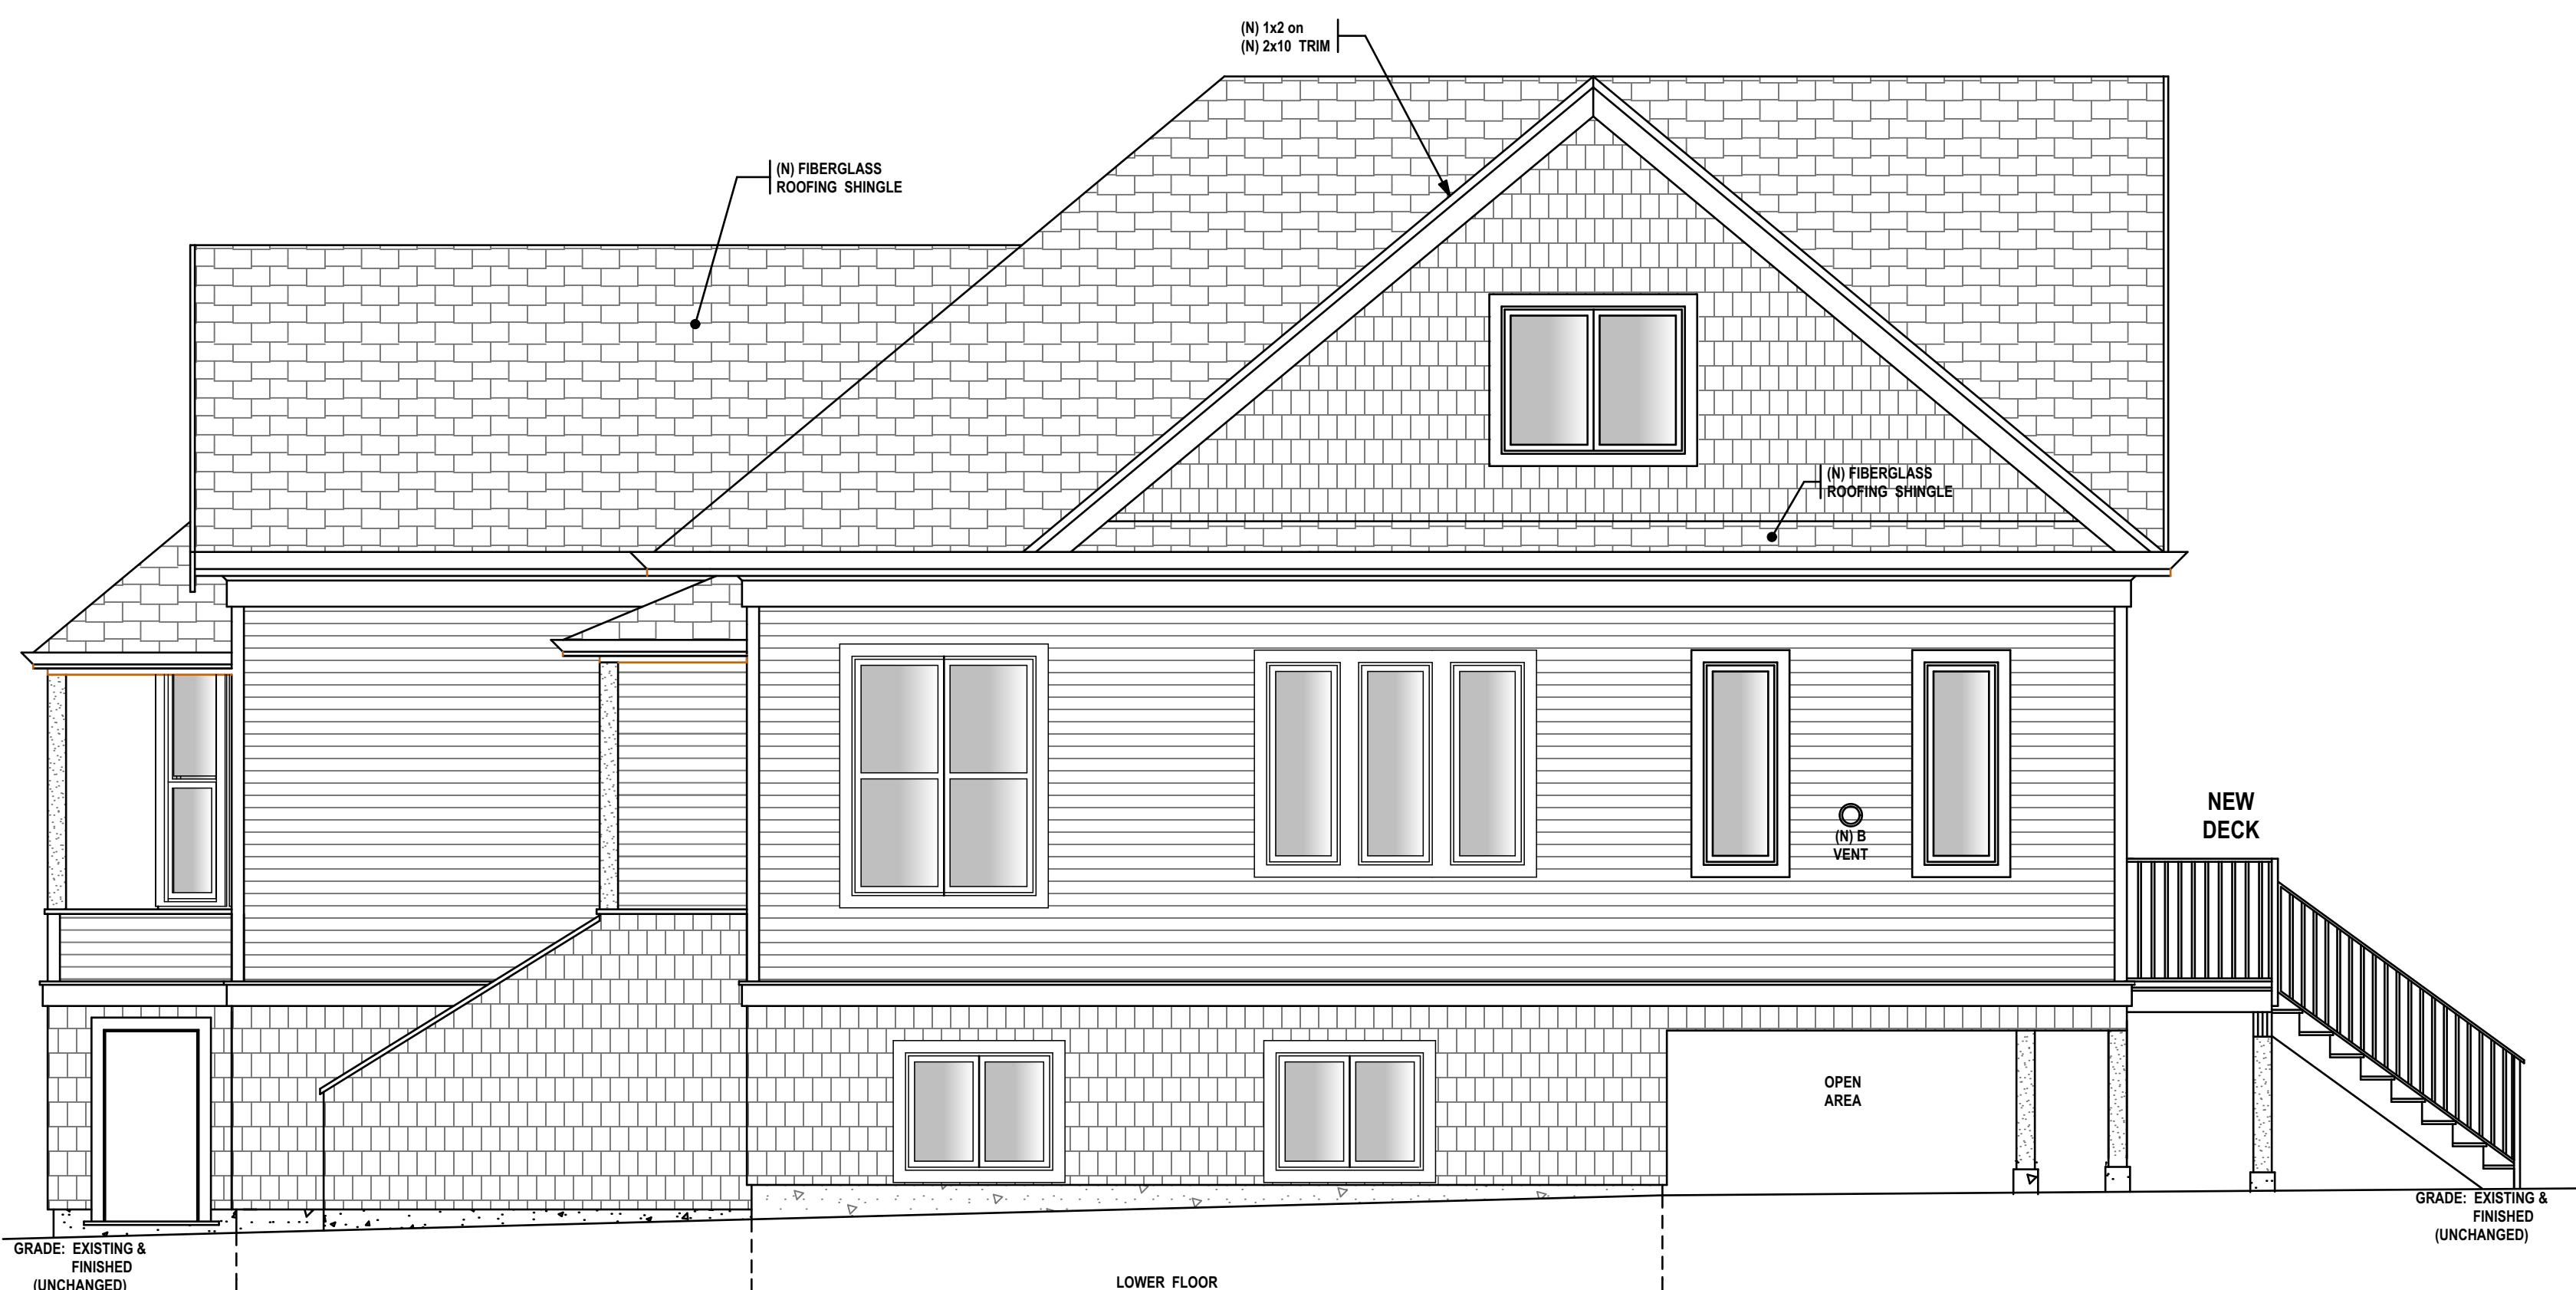 (N) 1x2 on
(N) 2x10 TRIM
(N) FIBERGLASS
ROOFING SHINGLE
(N) FIBERGLASS
ROOFING SHINGLE
NEW
DECK
(N) B
VENT
OPEN
AREA
GRADE: EXISTING &
FINISHED
(UNCHANGED)
GRADE: EXISTING &
FINISHED
(UNCHANGED)
LOWER FLOOR